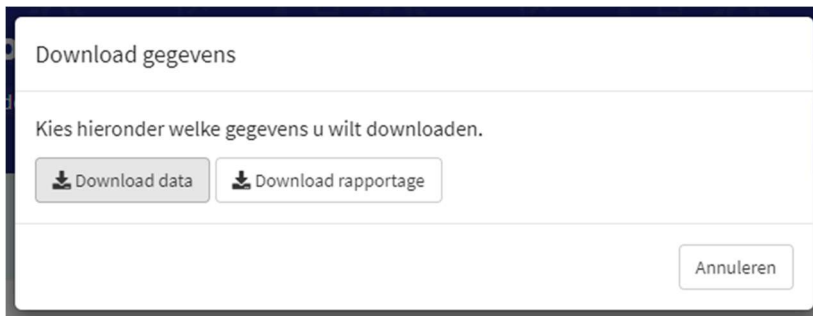 Download gegevens
Kies hieronder welke gegevens u wilt downloaden.
Download data Download rapportage
Annuleren